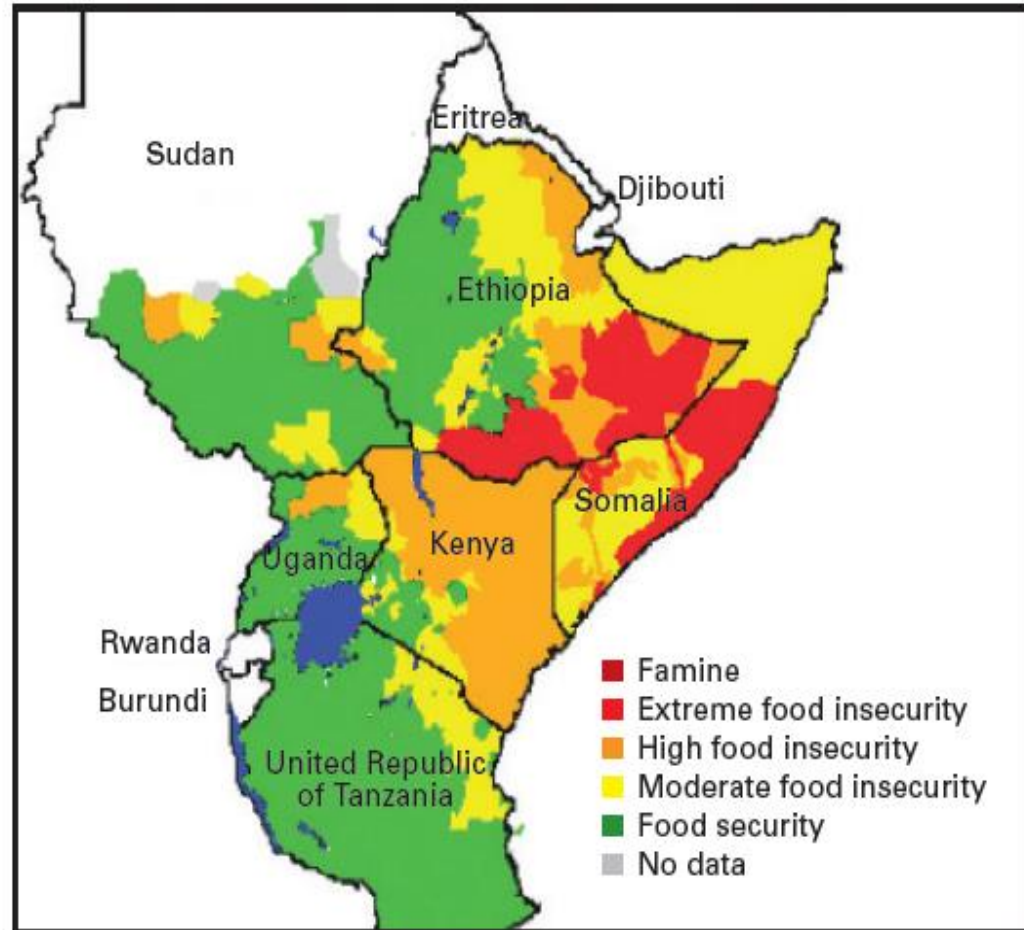 Eritrea
Sudan
Djibouti
Ethiopia
Somalia
Kenya
Uganda
Rwanda
Burundi
United Republic
of Tanzania
Famine
Extreme food insecurity
High food insecurity
Moderate food insecurity
Food security
No data